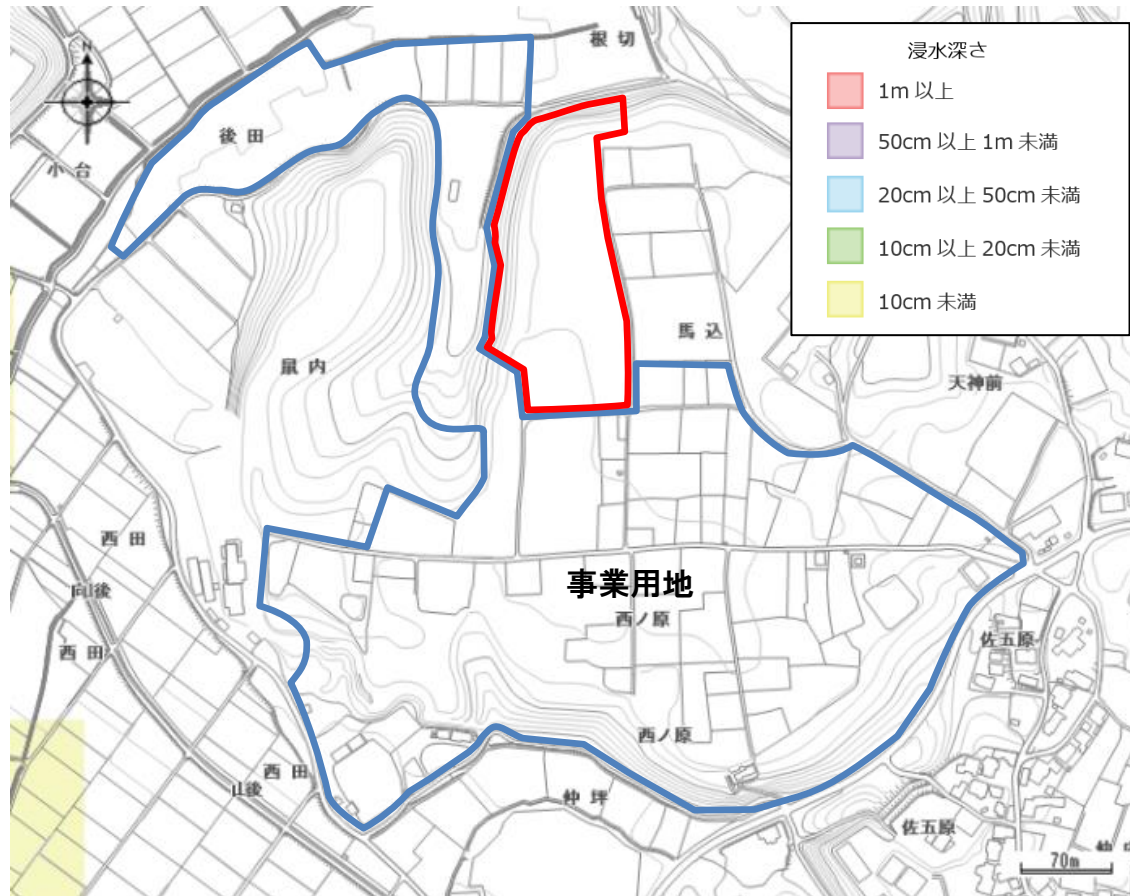 根切
浸水深さ
1m 以上
50cm 以上 1m 未満
20cm 以上 50cm 未満
10cm 以上 20cm 未満
10cm 未満
N
後田
小台
馬込
鼠内
天神前
西田
事業用地
向後
西ノ原
西田
佐五原
西ノ原
西田
山後
仲坪
佐五原
70m